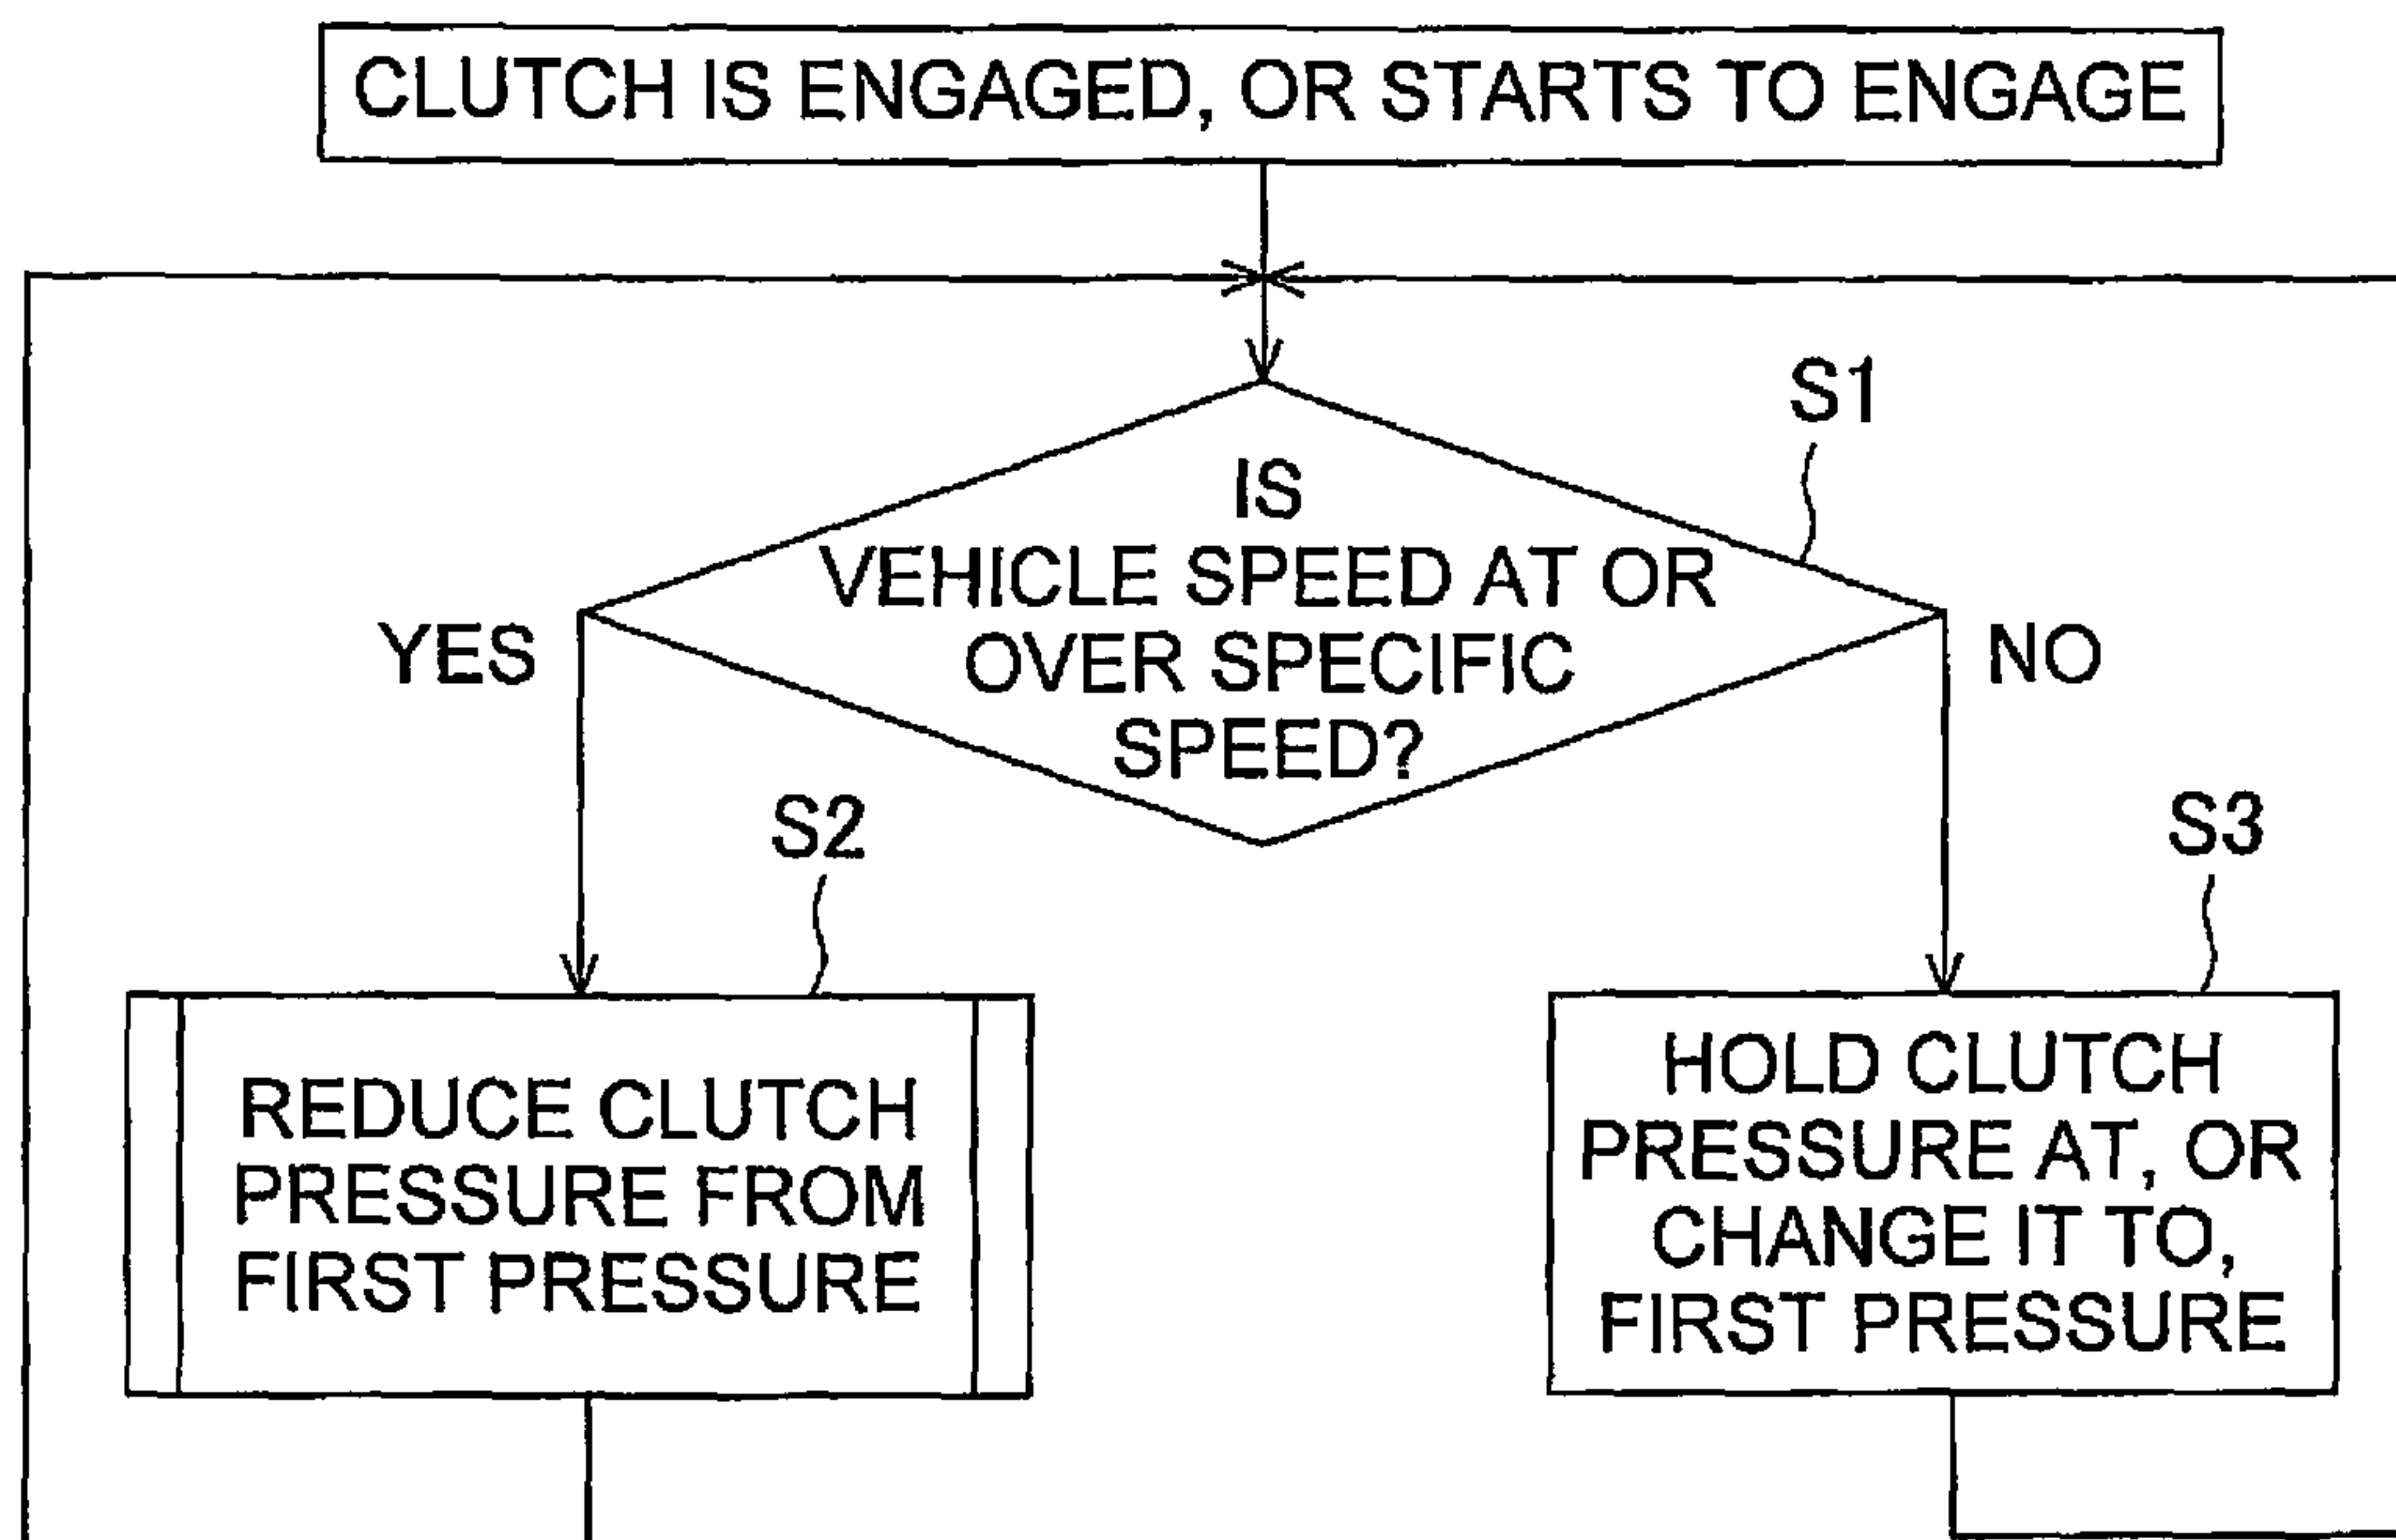 CLUTCH IS ENGAGED, OR STARTS TO ENGAGE
S1
IS
VEHICLE SPEED AT OR
OVER SPECIFIC
SPEED?
YES
NO
S2
S3
REDUCE CLUTCH
PRESSURE FROM
FIRST PRESSURE
HOLD CLUTCH
PRESSURE AT, OR
CHANGE IT TO,
FIRST PRESSURE